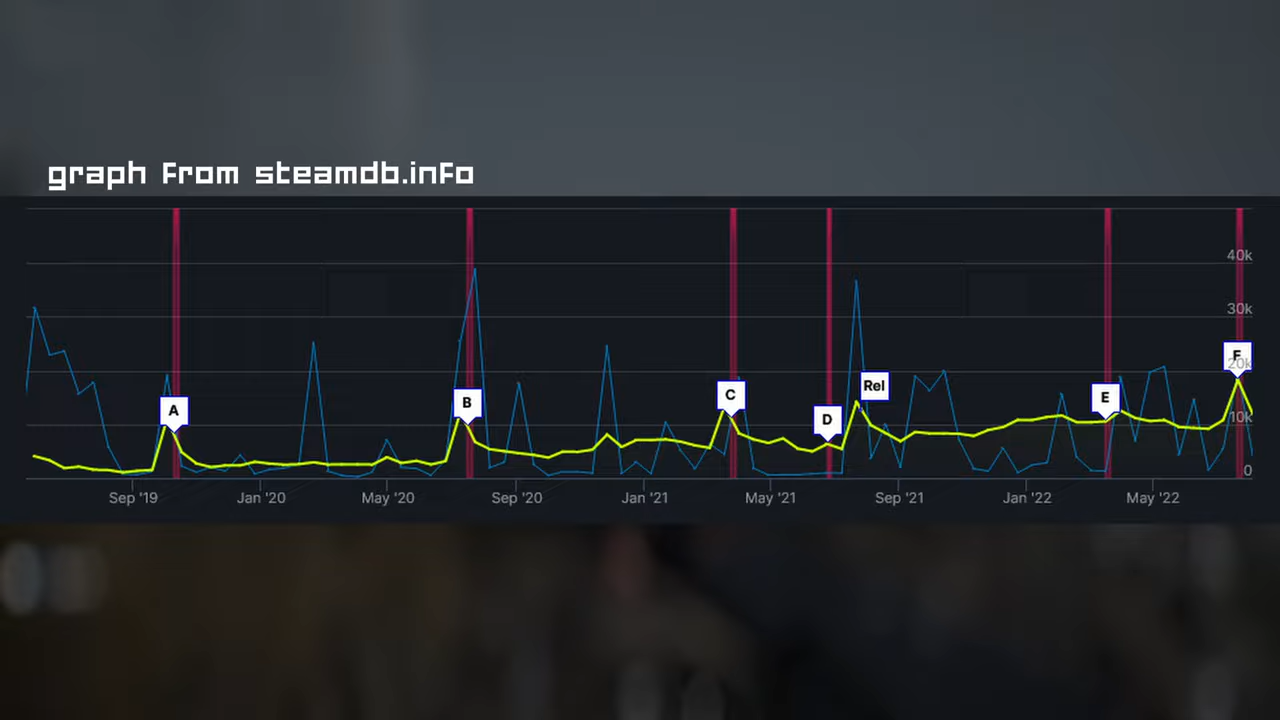 graph from steamdb.info
40k
30k
F
20k
Rel
A
B
C
E
D
10k
0
Sep '19
Jan '20
May '20
Sep '20
Jan '21
May '21
Sep '21
Jan '22
May '22